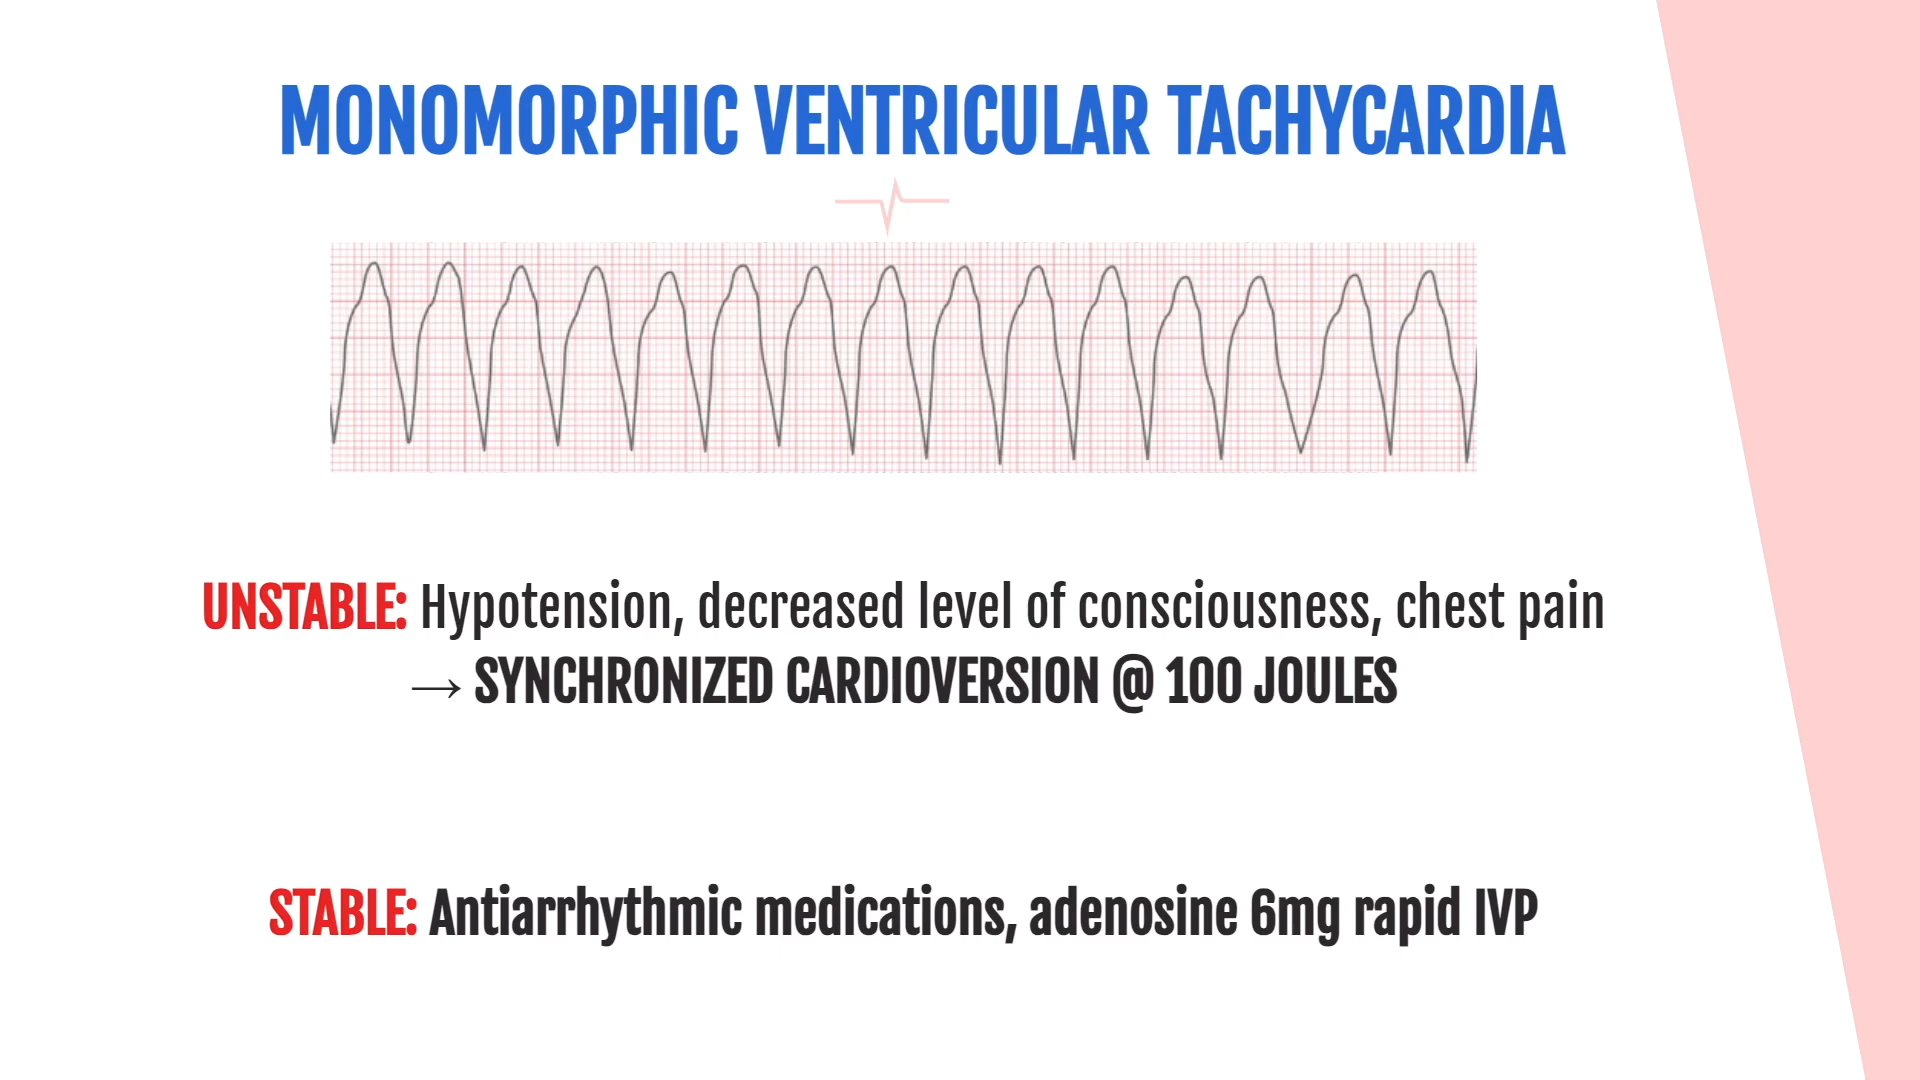 MONOMORPHIC VENTRICULAR TACHYCARDIA
UNSTABLE: Hypotension, decreased level of consciousness, chest pain
→ SYNCHRONIZED CARDIOVERSION @ 100 JOULES
STABLE: Antiarrhythmic medications, adenosine 6mg rapid IVP